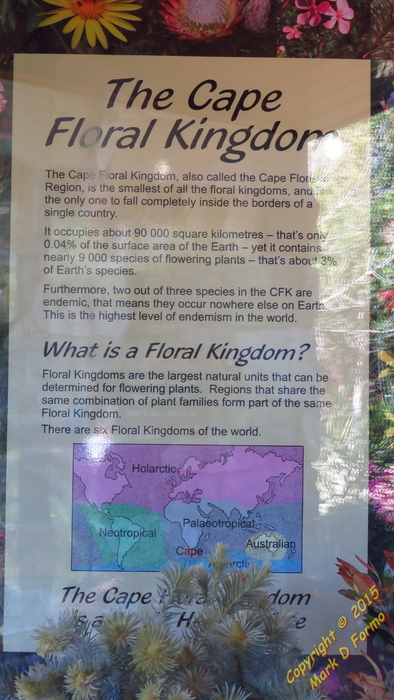 The Cape
Floral Kingdom
The Cape Floral Kingdom, also called the Cape Floristic
Region, is the smallest of all the floral kingdoms, and is
the only one to fall completely inside the borders of a
single country.
It occupies about 90 000 square kilometres – that's only
0.04% of the surface area of the Earth – yet it contains
nearly 9 000 species of flowering plants – that's about 3%
of Earth's species.
Furthermore, two out of three species in the CFK are
endemic, that means they occur nowhere else on Earth.
This is the highest level of endemism in the world.
What is a Floral Kingdom?
Floral Kingdoms are the largest natural units that can be
determined for flowering plants. Regions that share the
same combination of plant families form part of the same
Floral Kingdom.
There are six Floral Kingdoms of the world.
Holarctic
Palaeotropical
Neotropical
Australian
Cape
The Cape Floral Kingdom
is a
Copyright © 2015
Mark D Formo